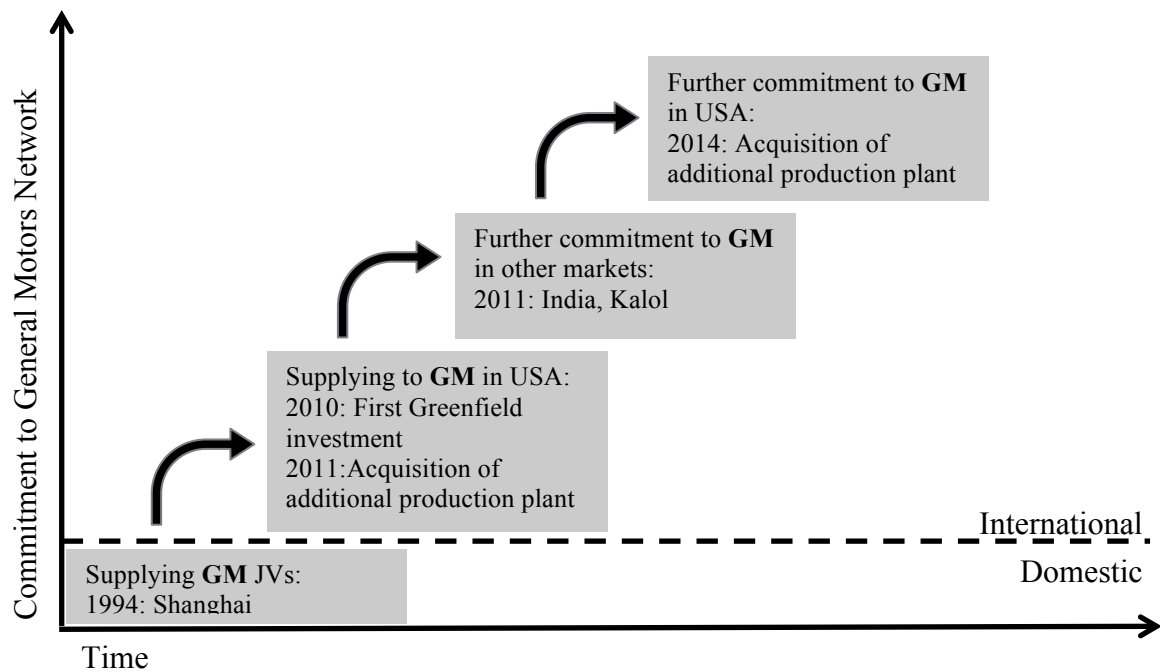 Commitment to General Motors Network
Further commitment to GM
in USA:
2014: Acquisition of
additional production plant
Further commitment to GM
in other markets:
2011: India, Kalol
Supplying to GM in USA:
2010: First Greenfield
investment
2011:Acquisition of
additional production plant
International
Domestic
Supplying GM JVs:
1994: Shanghai
Time